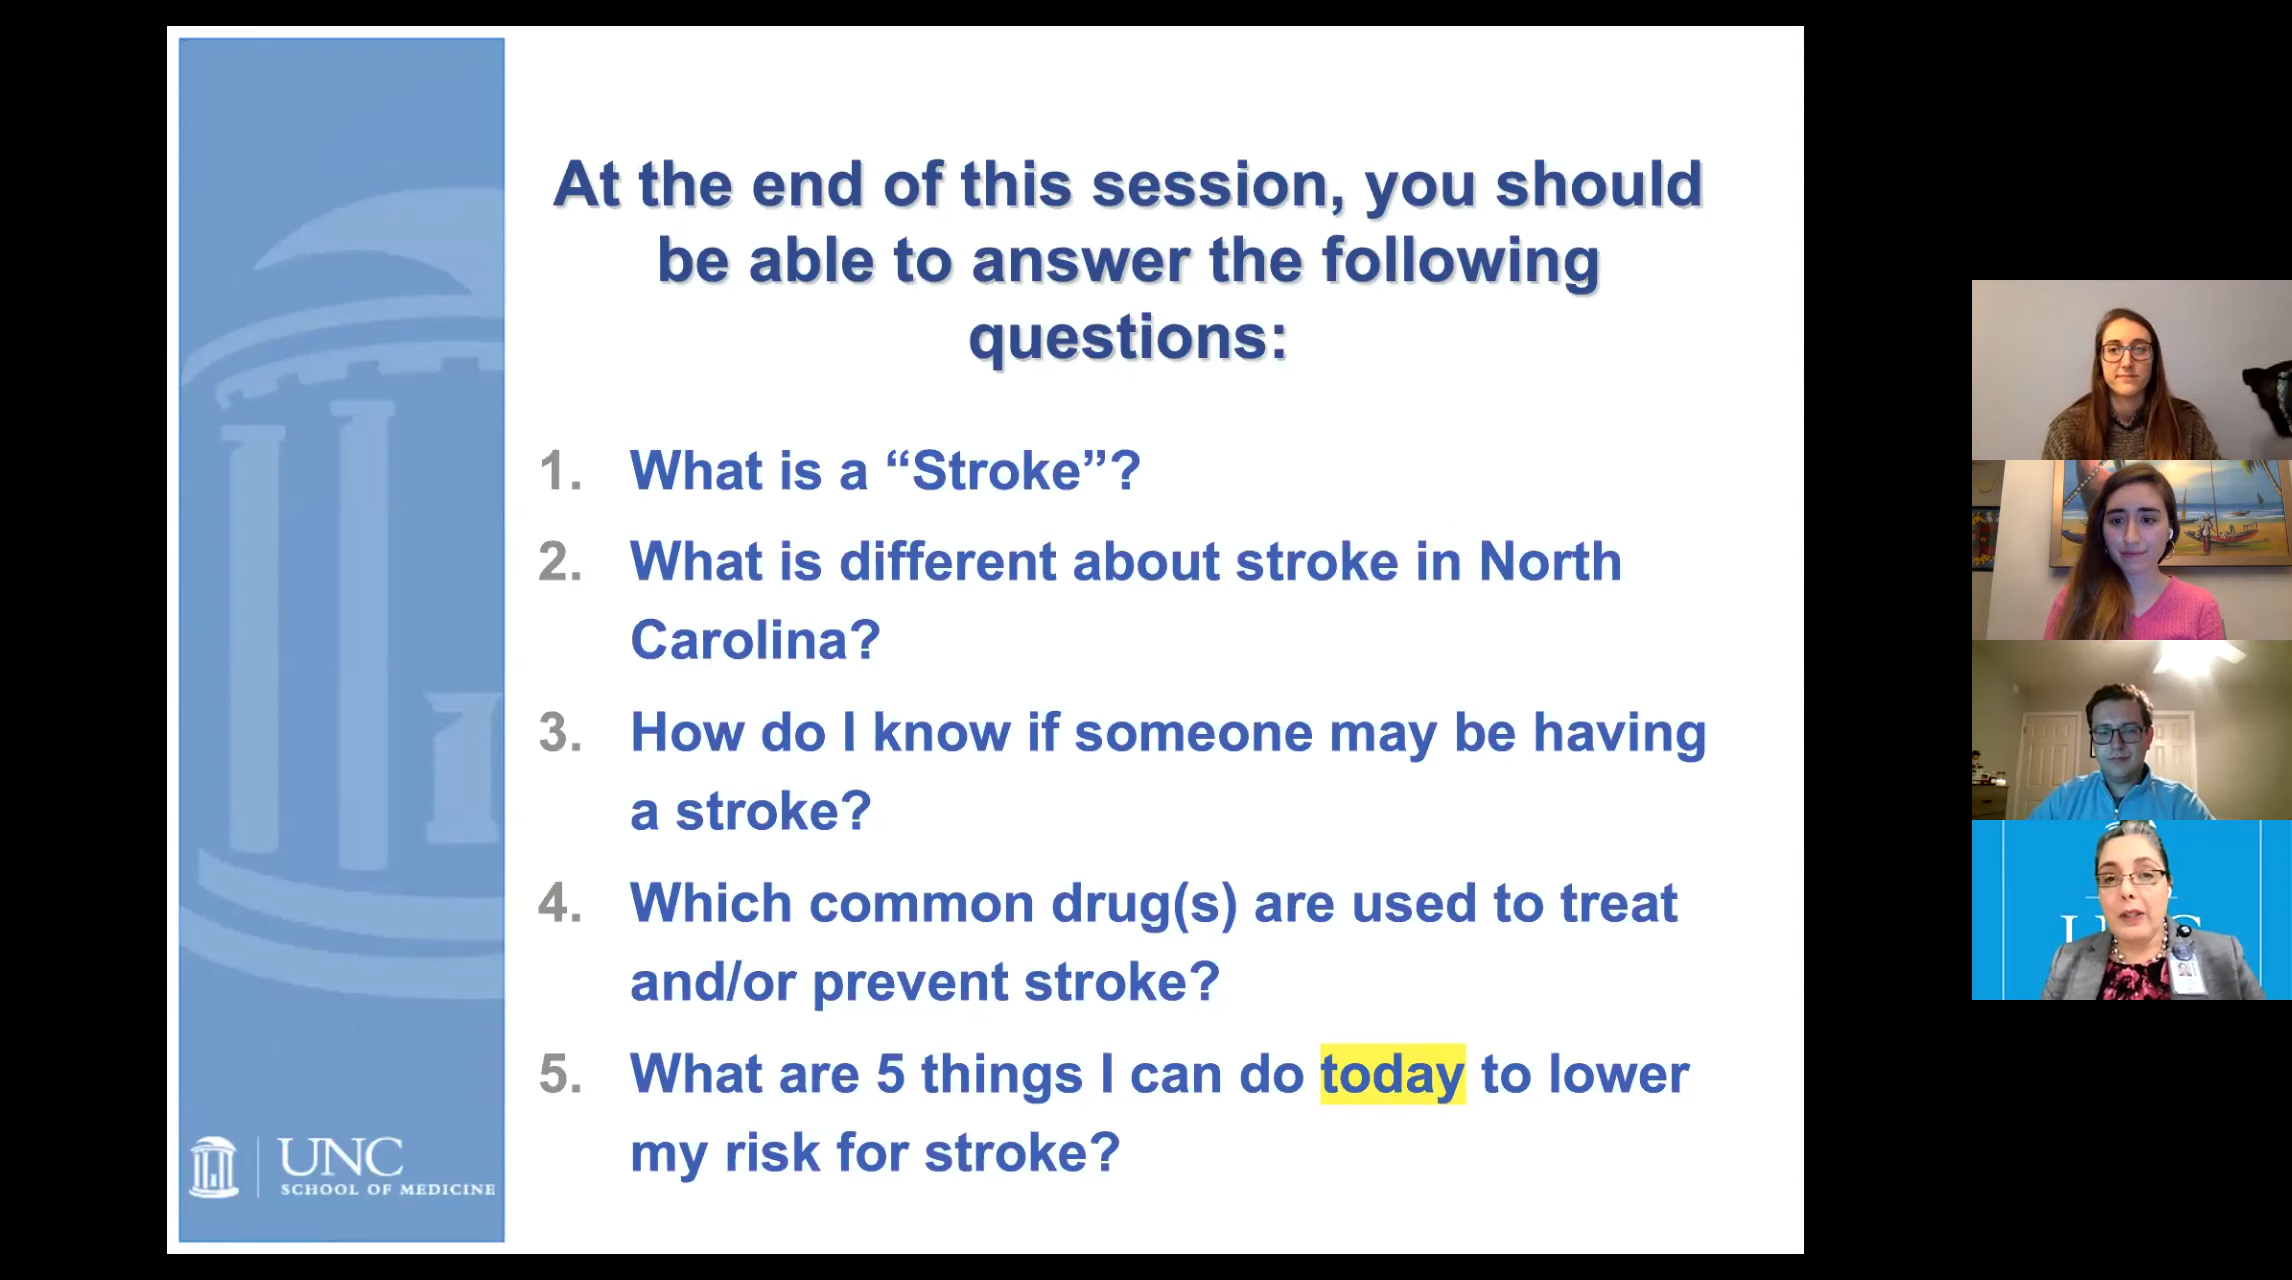 At the end of this session, you should
be able to answer the following
questions:
1. What is a “Stroke”?
2. What is different about stroke in North
Carolina?
3. How do I know if someone may be having
a stroke?
4. Which common drug(s) are used to treat
and/or prevent stroke?
5. What are 5 things I can do today to lower
my risk for stroke?
UNC
SCHOOL OF MEDICINE